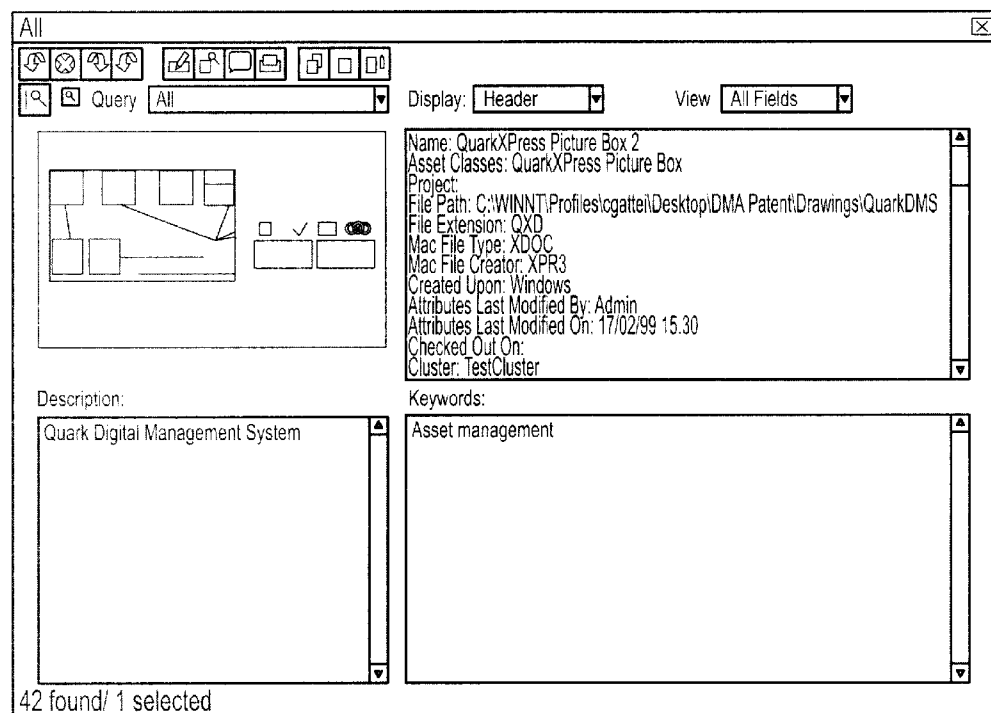 All
Query All Display: Header View All Fields
Name: QuarkXPress Picture Box 2
Asset Classes: QuarkXPress Picture Box
Project:
File Path: C:\WINNT\Profiles\cgattei\Desktop\DMA Patent\Drawings\QuarkDMS
File Extension: QXD
Mac File Type: XDOC
Mac File Creator: XPR3
Created Upon: Windows
Attributes Last Modified By: Admin
Attributes Last Modified On: 17/02/99 15.30
Checked Out On:
Cluster: TestCluster
Description: Keywords:
Quark Digital Management System
Asset management
42 found/ 1 selected